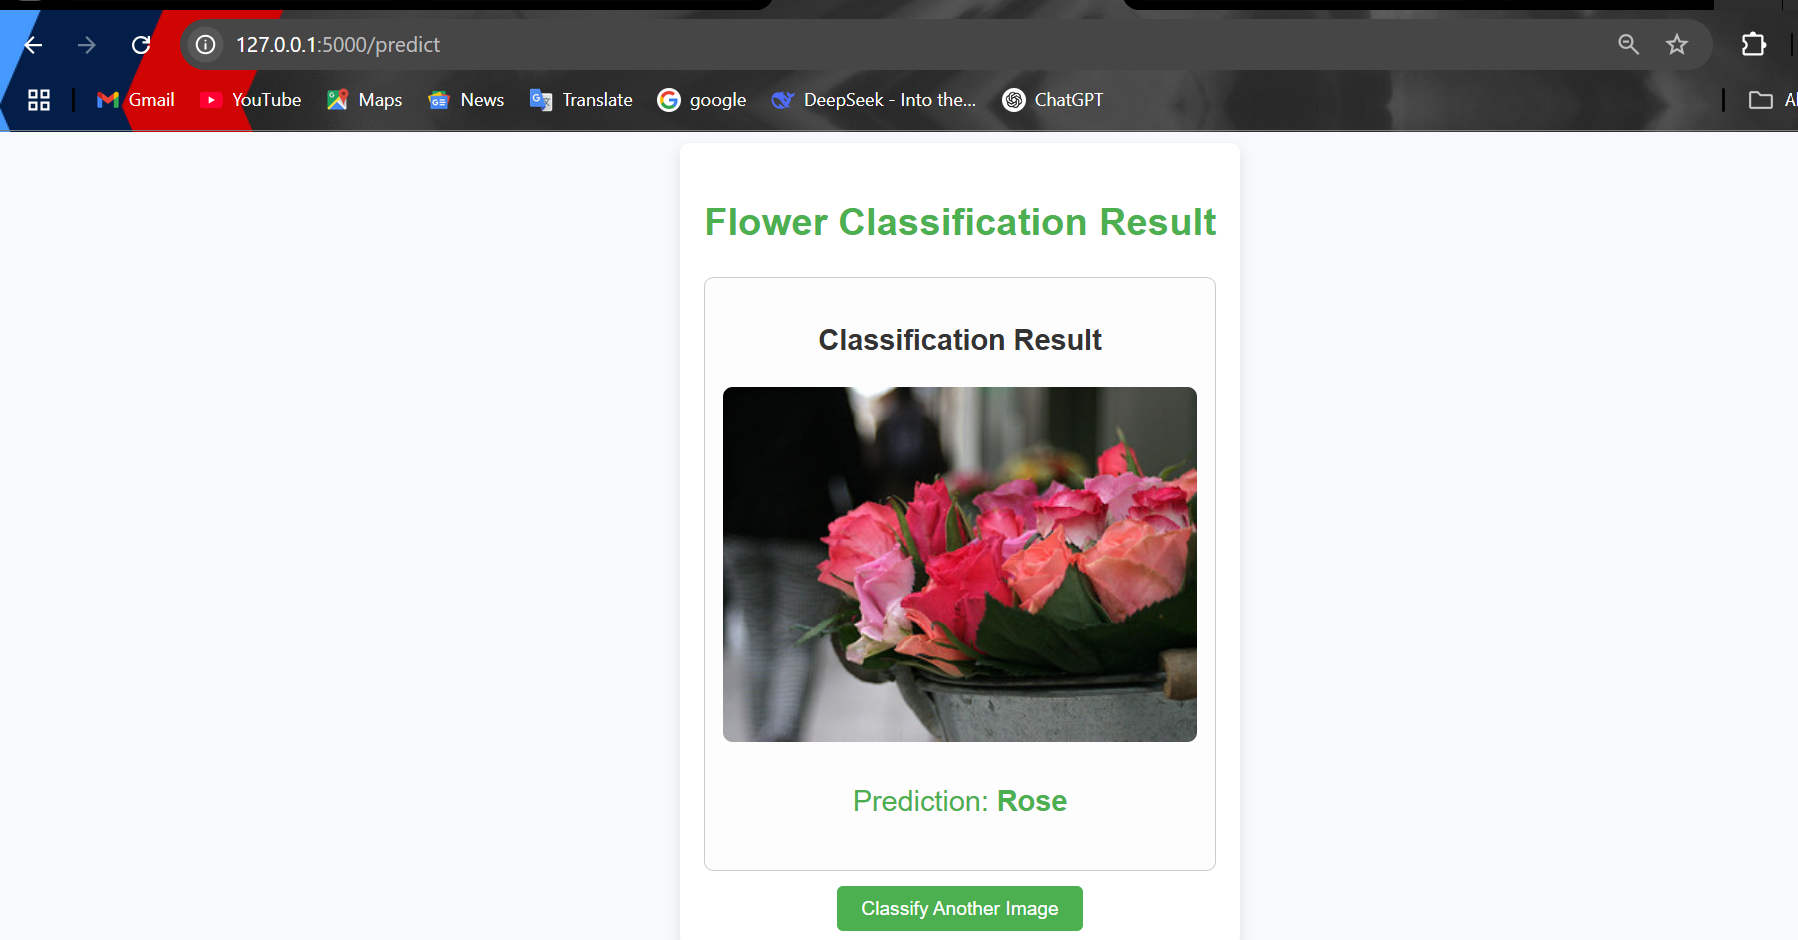 127.0.0.1:5000/predict
Gmail YouTube Maps News Translate google DeepSeek - Into the... ChatGPT
Flower Classification Result
Classification Result
Prediction: Rose
Classify Another Image